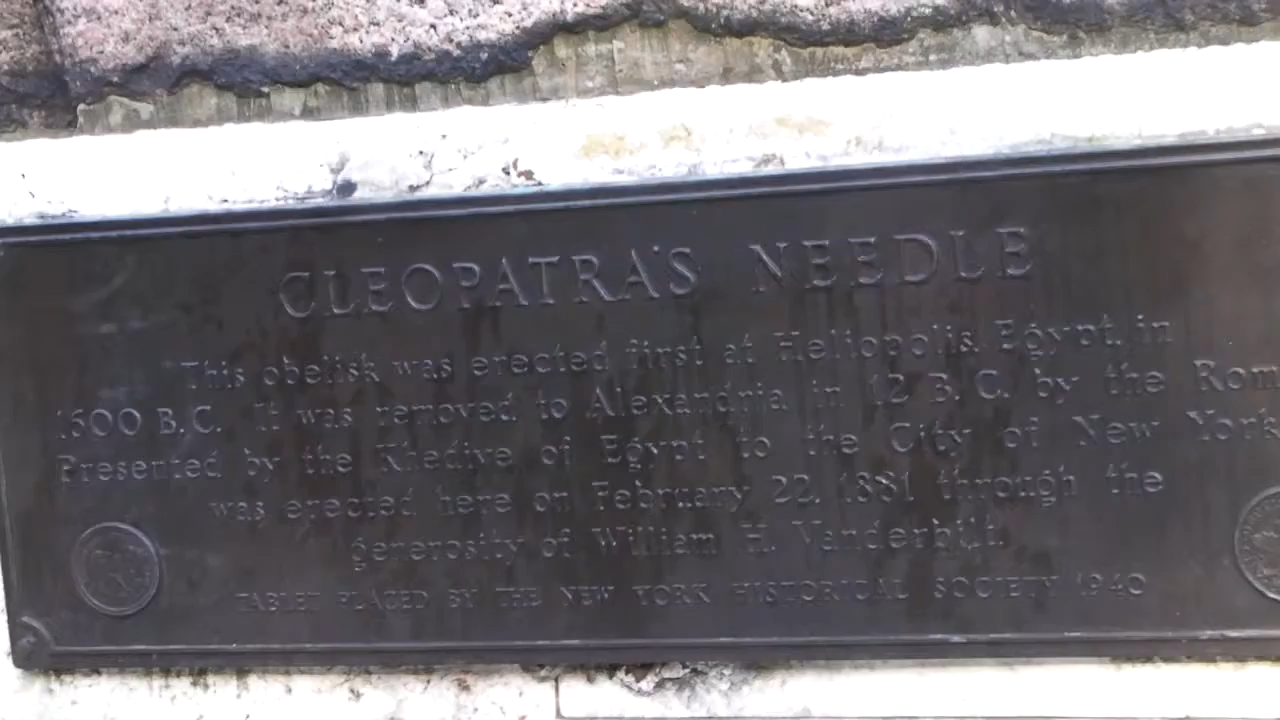 CLEOPATRA'S NEEDLE
This obelisk was erected first at Heliopolis Egypt, in
1600 B.C. It was removed to Alexandria in 12 B.C. by the Rom
Presented by the Khedive of Egypt to the City of New York
was erected here on February 22, 1881 through the
generosity of William H. Vanderbilt.
TABLET PLACED BY THE NEW YORK HISTORICAL SOCIETY 1940